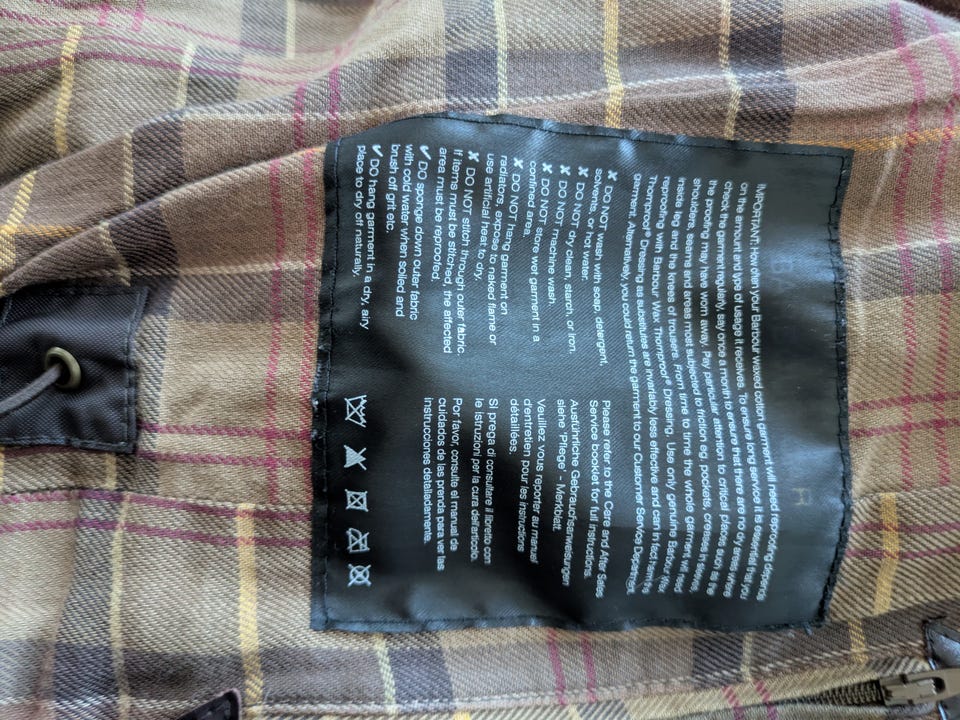 IMPORTANT: How often your Barbour waxed cotton garment will need reproofing depends
on the amount and type of usage it receives. To ensure long service it is essential that you
check the garment regularly, say once a month to ensure that there are no dry areas where
the proofing may have worn away. Pay particular attention to critical places such as the
shoulders, seams and areas most subjected to friction eg. pockets, creases in sleeves,
inside leg and the knees of trousers. From time to time the whole garment will need
reproofing with Barbour Wax Thornproof® Dressing. Use only genuine Barbour Wax
Thornproof® Dressing as substitutes are invariably less effective and can in fact harm the
garment. Alternatively you could return the garment to our Customer Service Department.
✘ DO NOT wash with soap, detergent,
solvents, or hot water.
✘ DO NOT dry clean, starch, or iron.
✘ DO NOT machine wash.
✘ DO NOT store wet garment in a
confined area.
✘ DO NOT hang garment on
radiators, expose to naked flame or
use artificial heat to dry.
✘ DO NOT stitch through outer fabric.
If items must be stitched, the affected
area must be reproofed.
✔ DO sponge down outer fabric
with cold water when soiled and
brush off grit etc.
✔ DO hang garment in a dry, airy
place to dry off naturally.
Please refer to the Care and After Sales
Service booklet for full instructions.
Ausführliche Gebrauchsanweisungen
siehe 'Pflege' - Merkblatt.
Veuillez vous reporter au manuel
d'entretien pour les instructions
détaillées.
Si prega di consultare il libretto con
le istruzioni per la cura dell'articolo.
Por favor, consulte el manual de
cuidados de las prenda para ver las
instrucciones detalledamente.